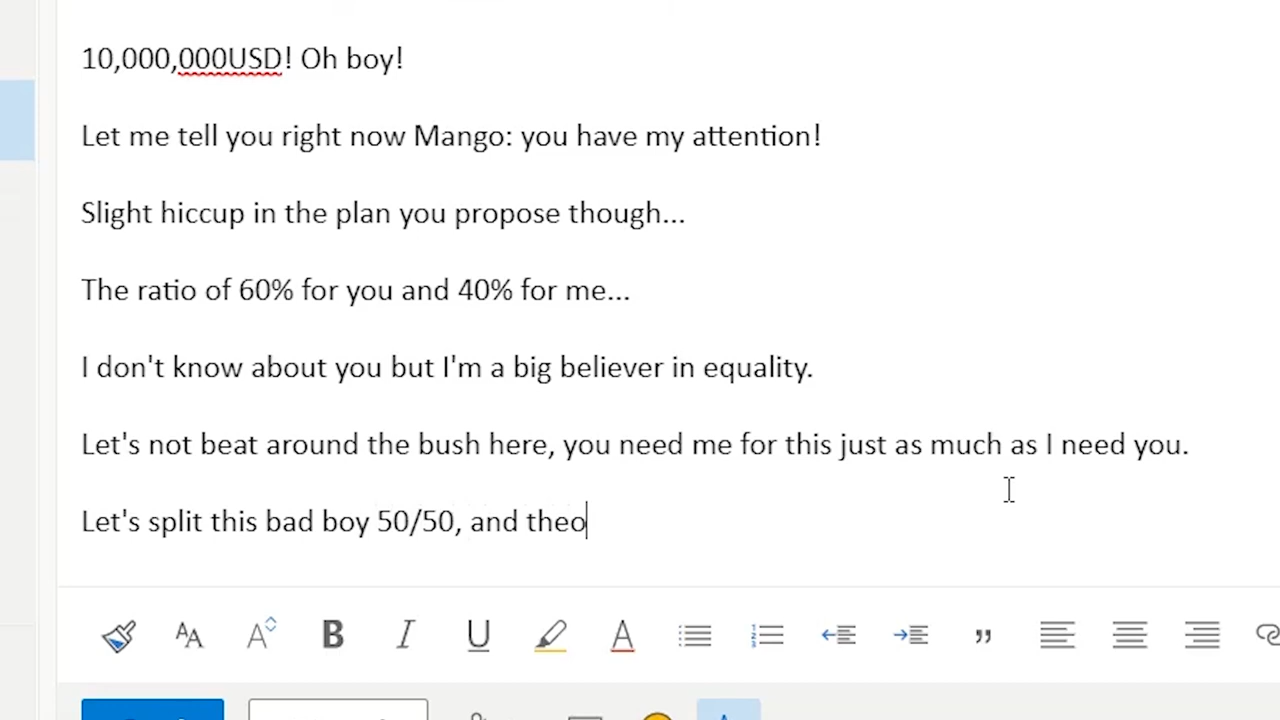 10,000,000USD! Oh boy!
Let me tell you right now Mango: you have my attention!
Slight hiccup in the plan you propose though...
The ratio of 60% for you and 40% for me...
I don't know about you but I'm a big believer in equality.
Let's not beat around the bush here, you need me for this just as much as I need you.
Let's split this bad boy 50/50, and theo